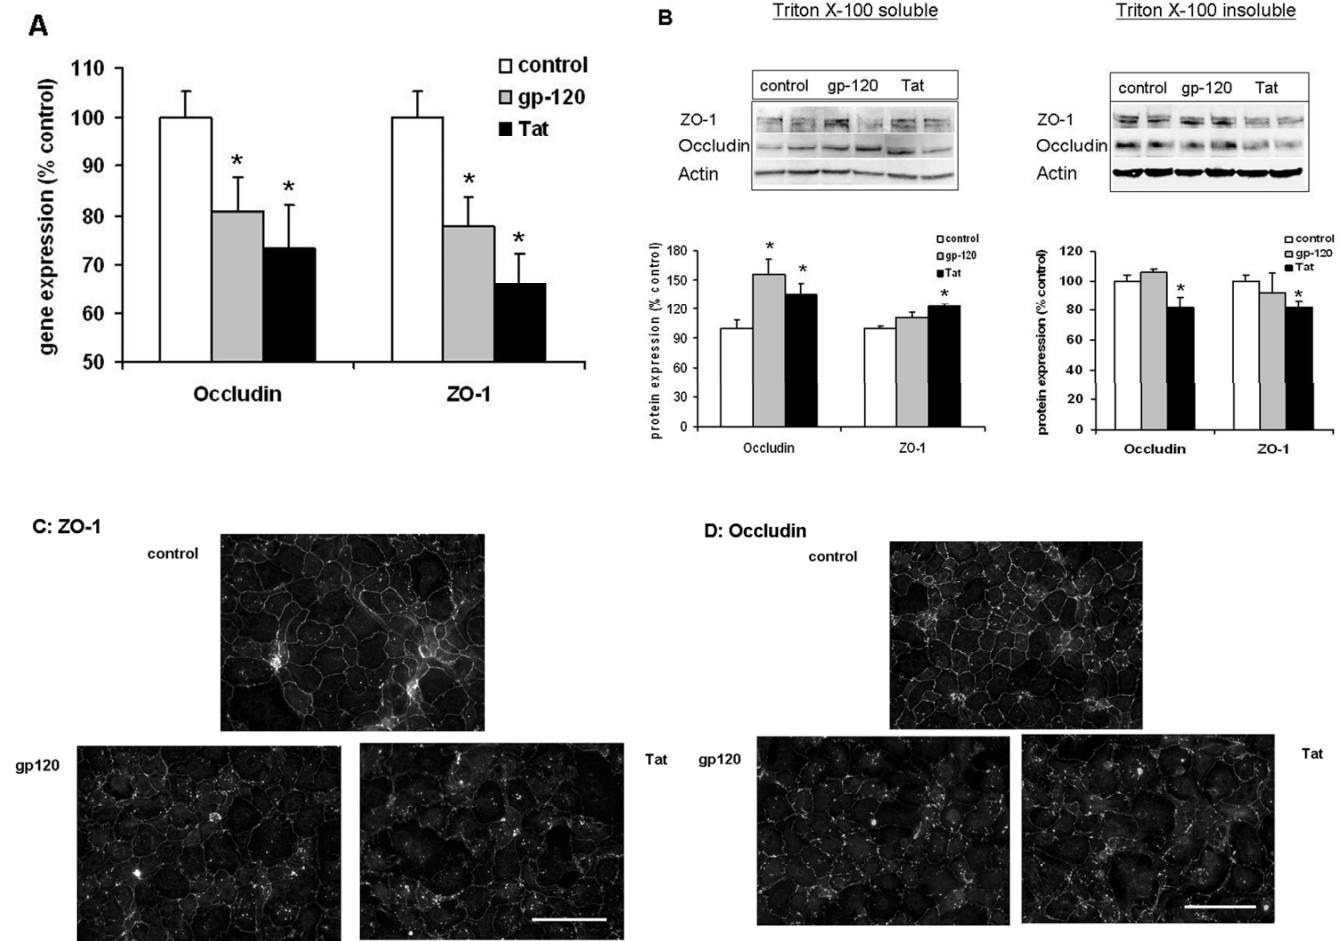 A
gene expression (% control)
110
100
90
80
70
60
50
control
gp-120
Tat
*
*
*
*
Occludin
ZO-1
B
Triton X-100 soluble
control gp-120 Tat
ZO-1
Occludin
Actin
protein expression (% control)
180
150
120
90
60
30
0
control
gp-120
Tat
*
*
*
Occludin
ZO-1
Triton X-100 insoluble
control gp-120 Tat
ZO-1
Occludin
Actin
protein expression (% control)
120
100
80
60
40
20
0
control
gp-120
Tat
*
*
Occludin
ZO-1
C: ZO-1
control
gp120
Tat
D: Occludin
control
gp120
Tat